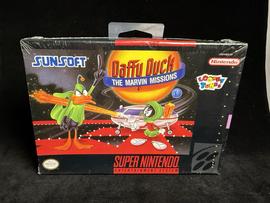 SUNSOFT
Daffy Duck
THE MARVIN MISSIONS
Nintendo
LOONEY TUNES
SUPER NINTENDO
ENTERTAINMENT SYSTEM